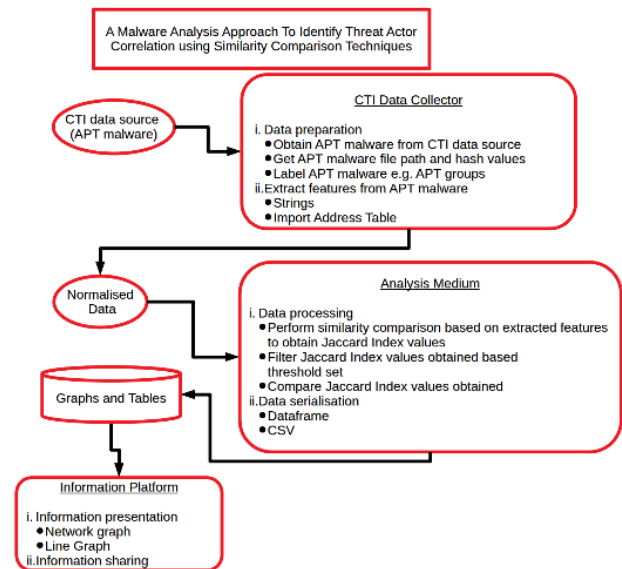 A Malware Analysis Approach To Identify Threat Actor
Correlation using Similarity Comparison Techniques
CTI data source
(APT malware)
CTI Data Collector
i. Data preparation
●Obtain APT malware from CTI data source
●Get APT malware file path and hash values
●Label APT malware e.g. APT groups
ii.Extract features from APT malware
●Strings
●Import Address Table
Normalised
Data
Analysis Medium
i. Data processing
●Perform similarity comparison based on extracted features
to obtain Jaccard Index values
●Filter Jaccard Index values obtained based
threshold set
●Compare Jaccard Index values obtained
ii.Data serialisation
●Dataframe
●CSV
Graphs and Tables
Information Platform
i. Information presentation
●Network graph
●Line Graph
ii.Information sharing